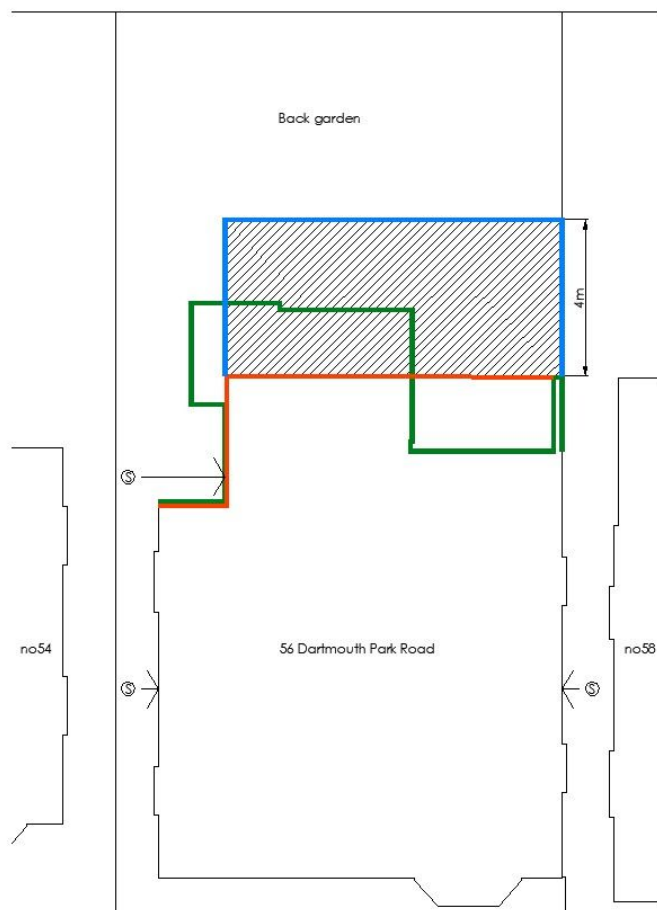 Back garden
4m
Ⓢ
no54
56 Dartmouth Park Road
no58
Ⓢ
Ⓢ